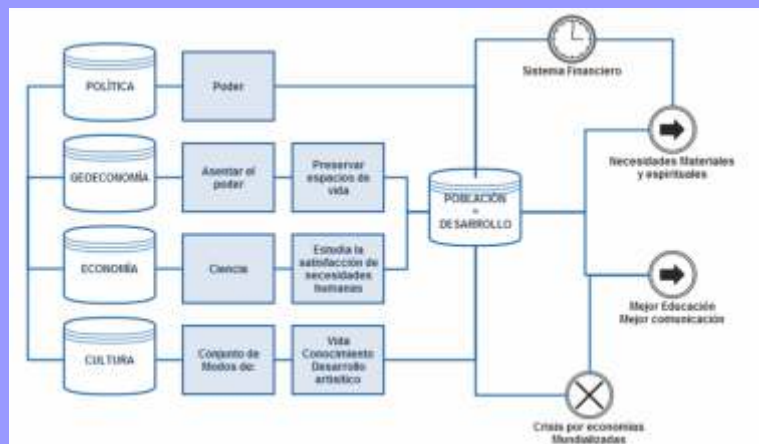 POLÍTICA
Poder
Sistema Financiero
GEOECONOMÍA
Asentar el
poder
Preservar
espacios de
vida
Necesidades Materiales
y espirituales
POBLACIÓN
=
DESARROLLO
ECONOMÍA
Ciencia
Estudia la
satisfacción de
necesidades
humanas
Mejor Educación
Mejor comunicación
CULTURA
Conjunto de
Modos de:
Vida
Conocimiento
Desarrollo
artístico
Crisis por economías
Mundializadas